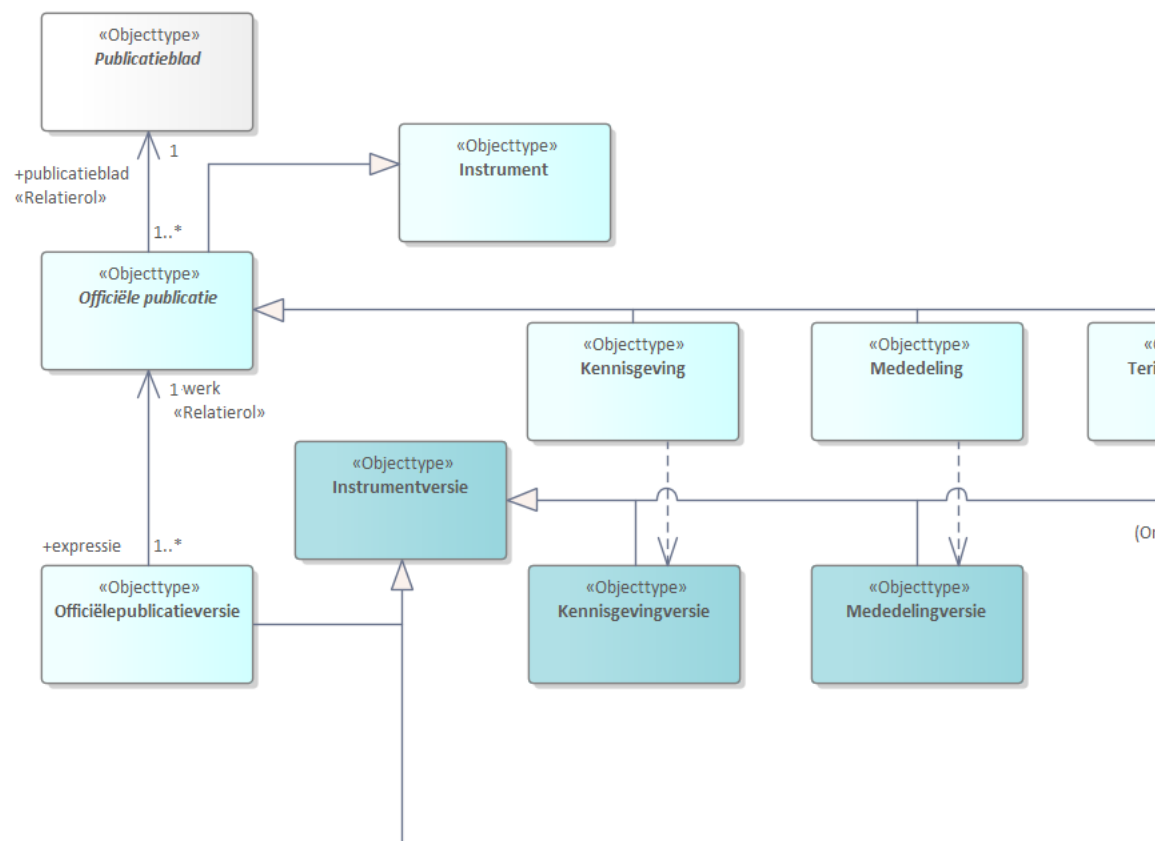 «Objecttype»
Publicatieblad
1
+publicatieblad
«Relatierol»
1..*
«Objecttype»
Instrument
«Objecttype»
Officiële publicatie
«Objecttype»
Kennisgeving
«Objecttype»
Mededeling
1
werk
«Relatierol»
«Objecttype»
Instrumentversie
+expressie
1..*
«Objecttype»
Officiëlepublicatieversie
«Objecttype»
Kennisgevingversie
«Objecttype»
Mededelingversie